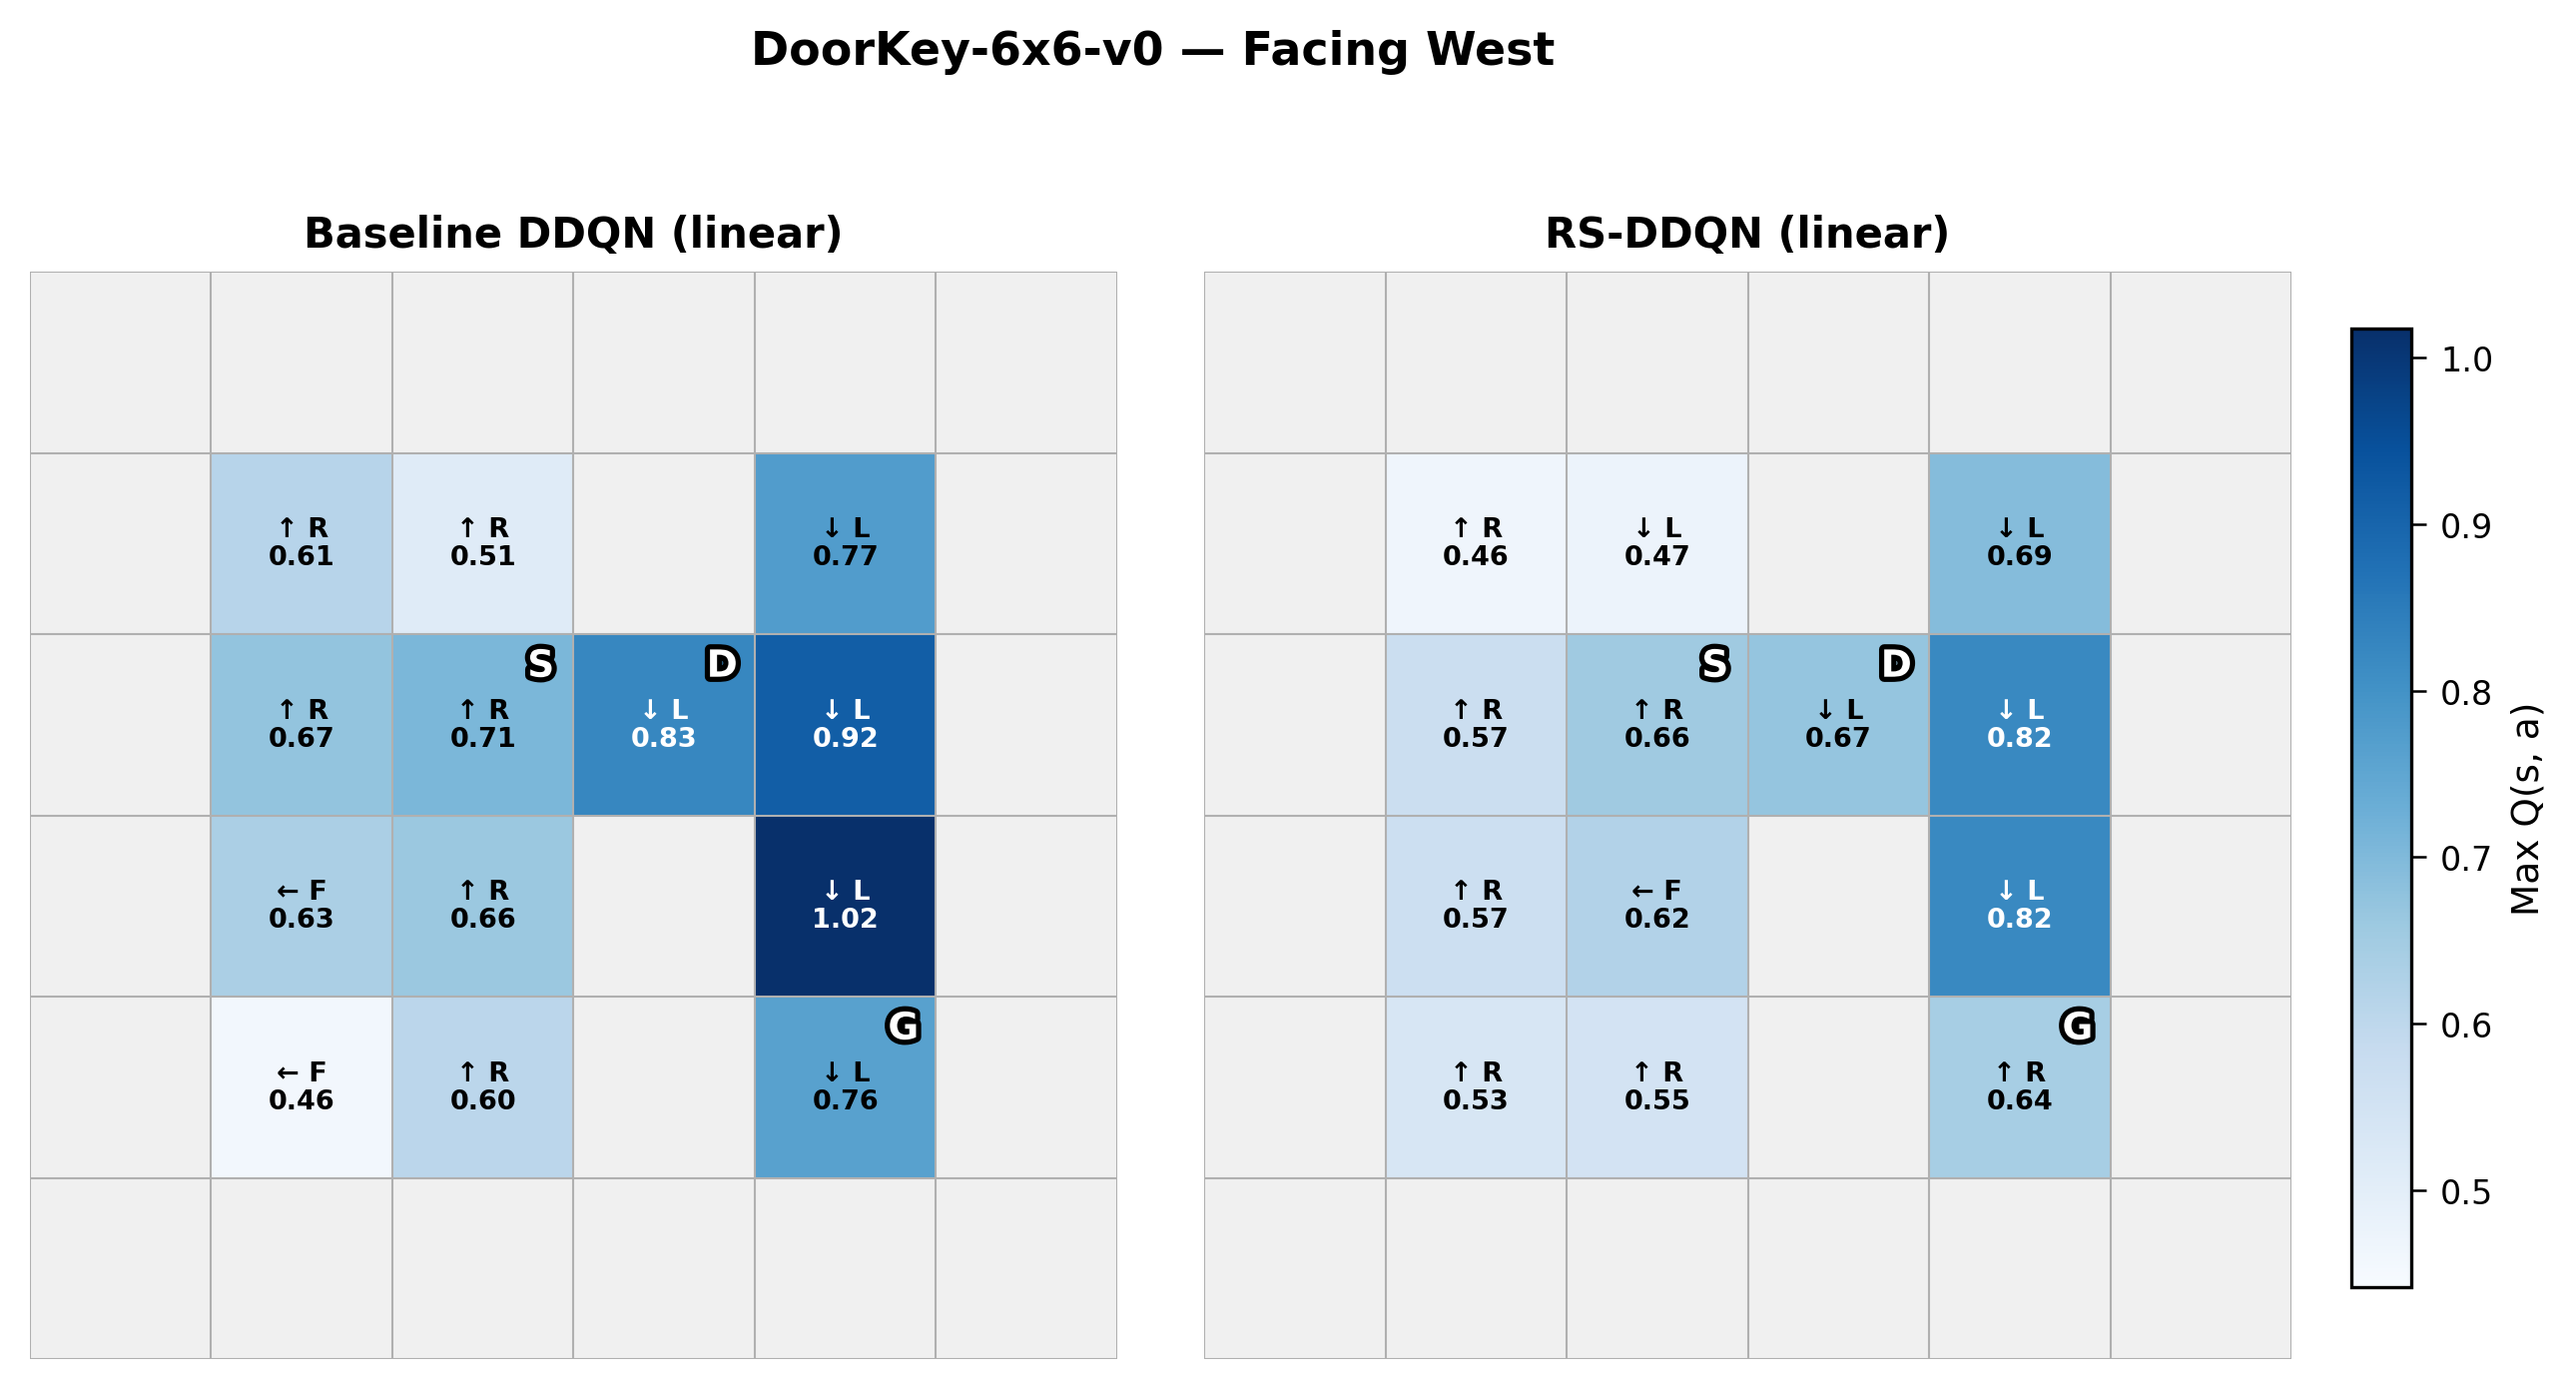 DoorKey-6x6-v0 — Facing West
Baseline DDQN (linear)
↑ R
0.61
↑ R
0.51
↓ L
0.77
↑ R
0.67
S
↑ R
0.71
D
↓ L
0.83
↓ L
0.92
← F
0.63
↑ R
0.66
↓ L
1.02
← F
0.46
↑ R
0.60
G
↓ L
0.76
RS-DDQN (linear)
↑ R
0.46
↓ L
0.47
↓ L
0.69
↑ R
0.57
S
↑ R
0.66
D
↓ L
0.67
↓ L
0.82
↑ R
0.57
← F
0.62
↓ L
0.82
↑ R
0.53
↑ R
0.55
G
↑ R
0.64
1.0
0.9
0.8
0.7
0.6
0.5
Max Q(s, a)